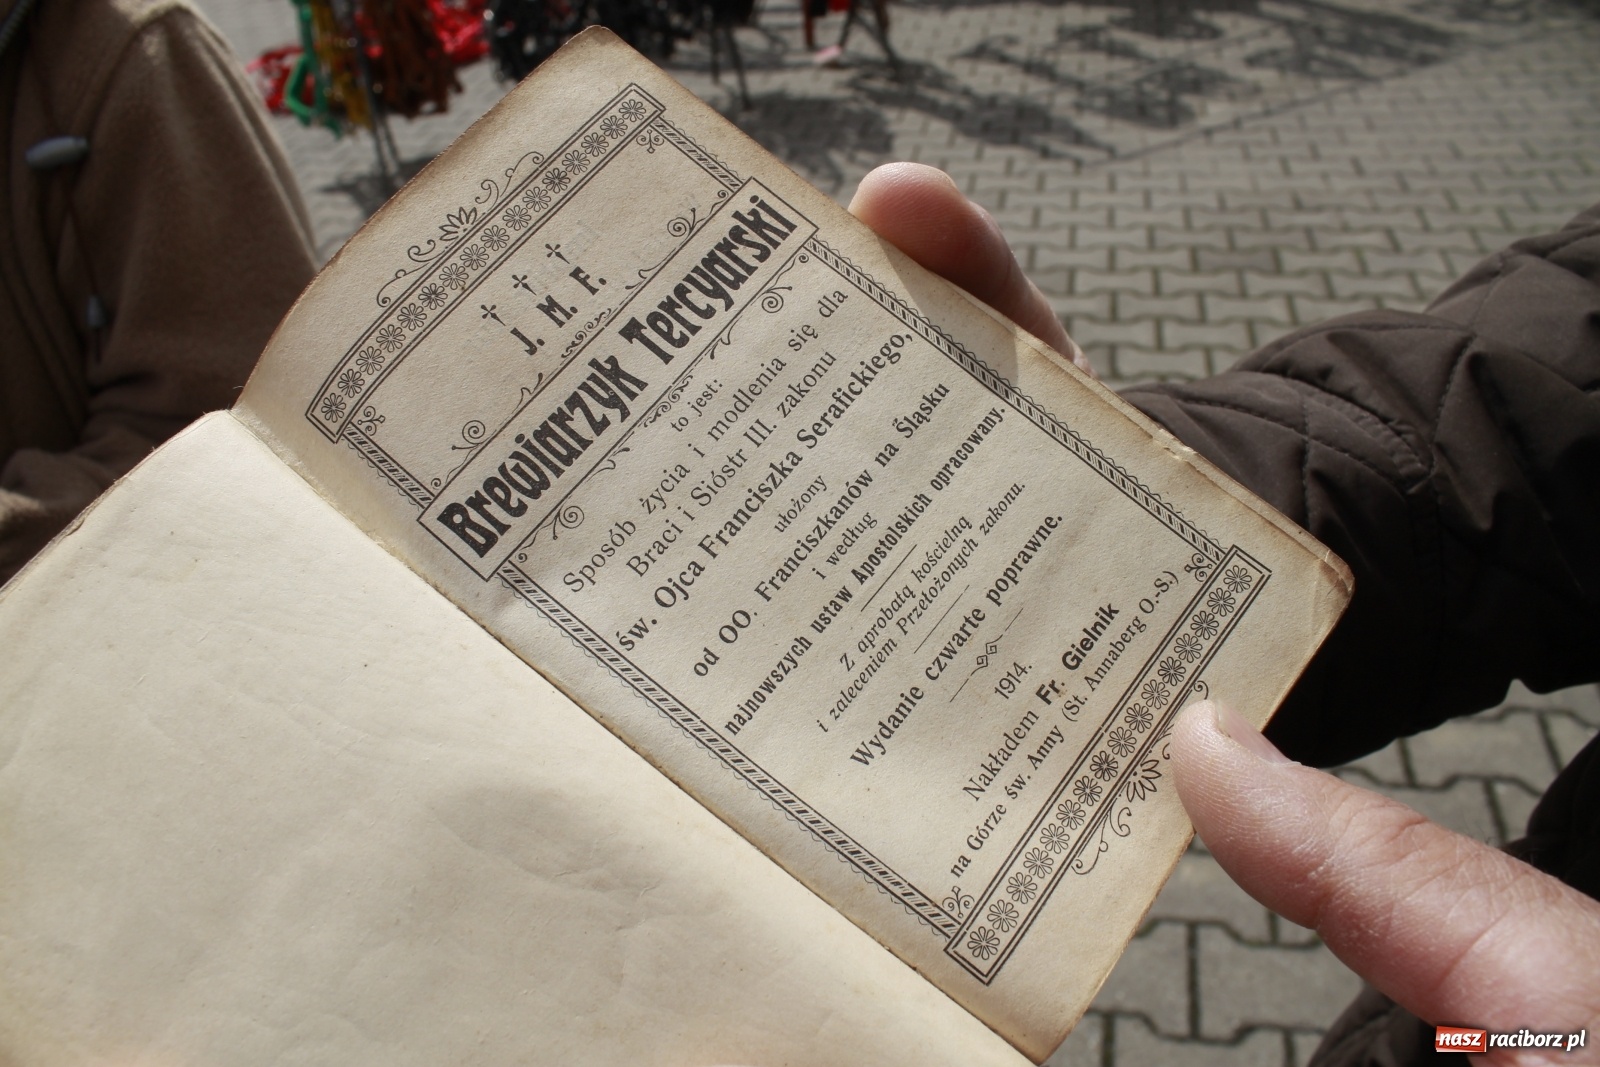 † † †
J. M. F.
Brewiarzyk Tercyarski
to jest:
Sposób życia i modlenia się dla
Braci i Sióstr III. zakonu
św. Ojca Franciszka Serafickiego,
ułożony
od OO. Franciszkanów na Śląsku
i według
najnowszych ustaw Apostolskich opracowany.
Z aprobatą kościelną
i zaleceniem Przełożonych zakonu.
Wydanie czwarte poprawne.
1914.
Nakładem Fr. Gielnik
na Górze św. Anny (St. Annaberg O.-S.)
nasz raciborz.pl